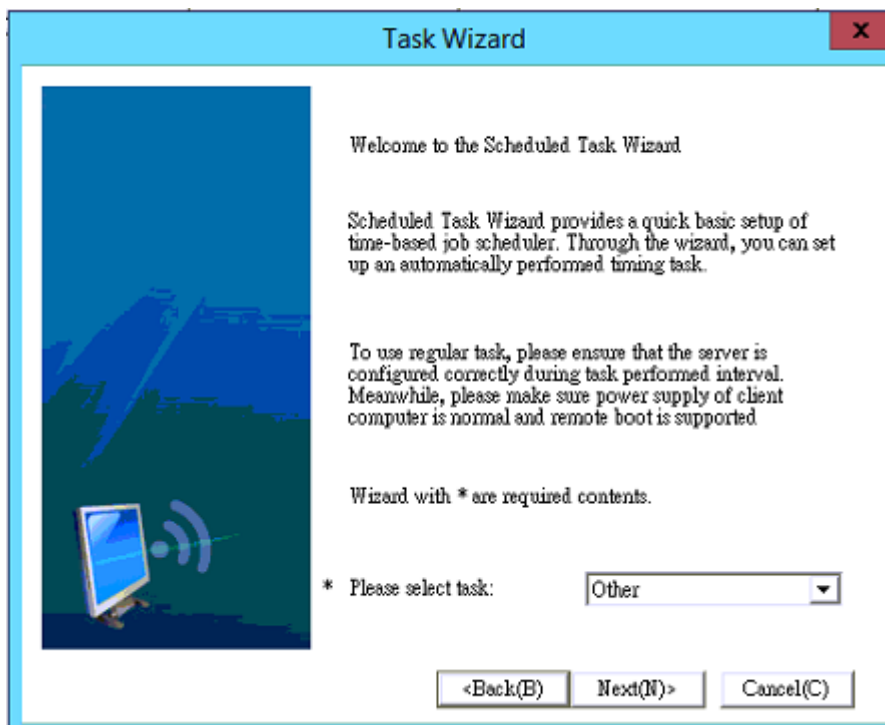 Task Wizard
x
Welcome to the Scheduled Task Wizard
Scheduled Task Wizard provides a quick basic setup of
time-based job scheduler. Through the wizard, you can set
up an automatically performed timing task.
To use regular task, please ensure that the server is
configured correctly during task performed interval.
Meanwhile, please make sure power supply of client
computer is normal and remote boot is supported
Wizard with * are required contents.
* Please select task: Other
<Back(B) Next(N)> Cancel(C)